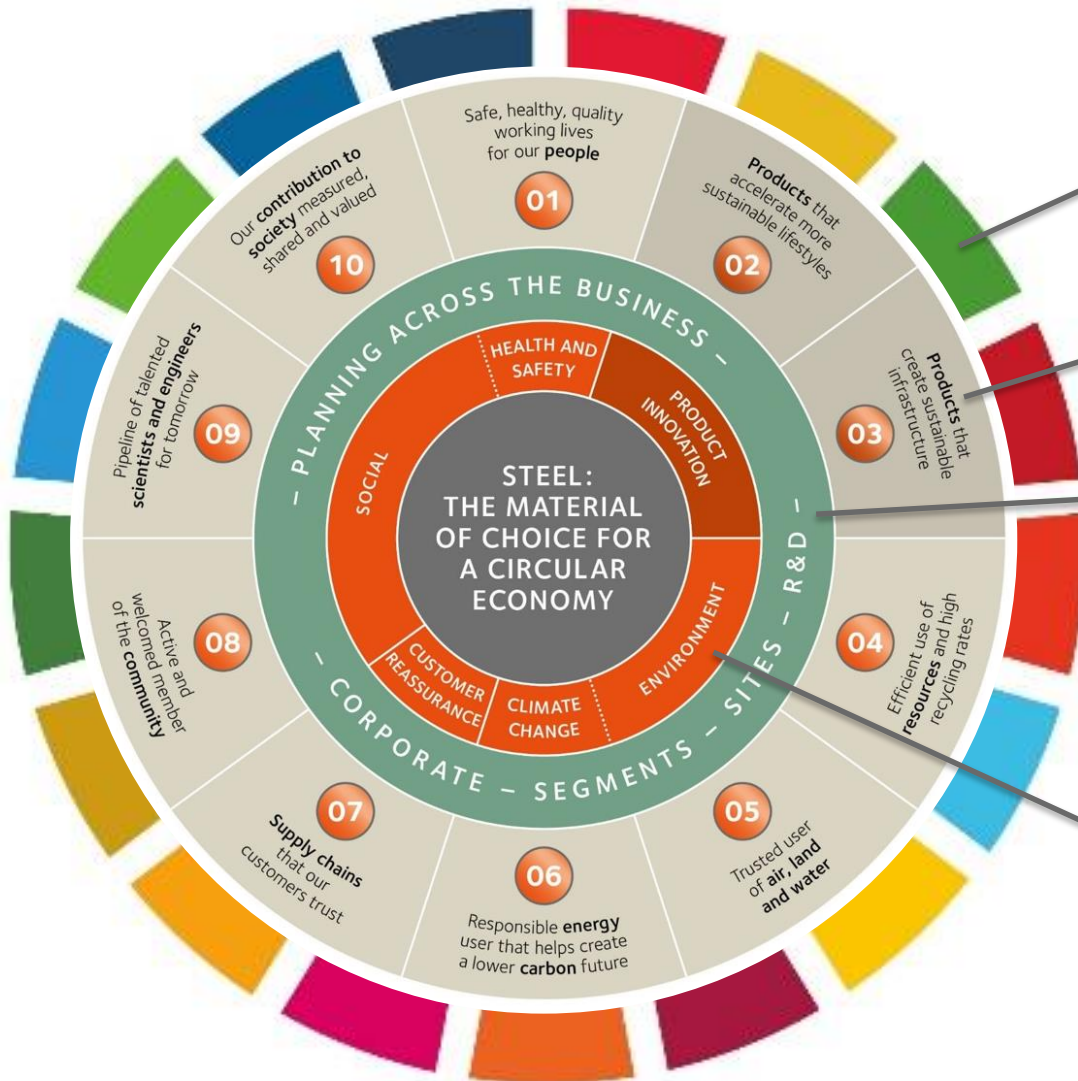 Safe, healthy, quality
working lives
for our people
01
Products that
accelerate more
sustainable lifestyles
02
Products that
create sustainable
infrastructure
03
Efficient use of
resources and high
recycling rates
04
Trusted user
of air, land
and water
05
Responsible energy
user that helps create
a lower carbon future
06
Supply chains
that our
customers trust
07
Active and
welcomed member
of the community
08
Pipeline of talented
scientists and engineers
for tomorrow
09
Our contribution to
society measured,
shared and valued
10
– PLANNING ACROSS THE BUSINESS –
– CORPORATE – SEGMENTS – SITES – R&D –
HEALTH AND
SAFETY
PRODUCT
INNOVATION
ENVIRONMENT
CLIMATE
CHANGE
CUSTOMER
REASSURANCE
SOCIAL
STEEL:
THE MATERIAL
OF CHOICE FOR
A CIRCULAR
ECONOMY